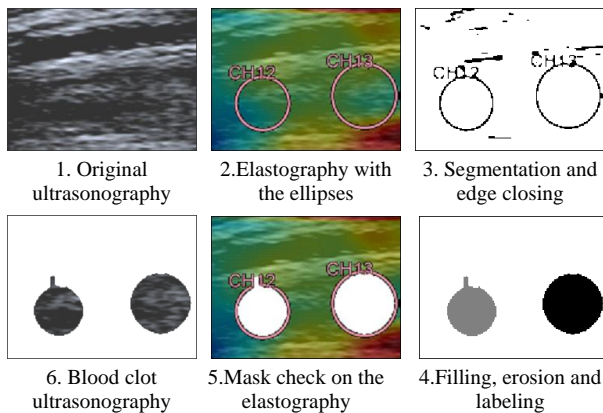 CH12
CH13
CH12
CH13
1. Original
ultrasonography
2.Elastography with
the ellipses
3. Segmentation and
edge closing
CH12
CH13
6. Blood clot
ultrasonography
5.Mask check on the
elastography
4.Filling, erosion and
labeling